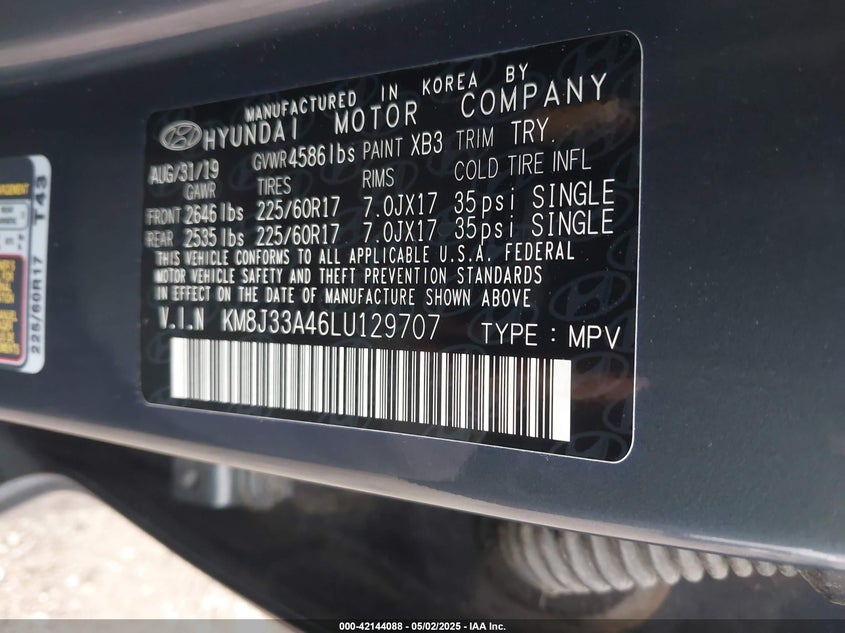 MANUFACTURED IN KOREA BY
HYUNDAI MOTOR COMPANY
AUG/31/19 GVWR4586lbs PAINT XB3 TRIM TRY
GAWR TIRES RIMS COLD TIRE INFL
FRONT 2646 lbs 225/60R17 7.0JX17 35psi SINGLE
REAR 2535 lbs 225/60R17 7.0JX17 35psi SINGLE
THIS VEHICLE CONFORMS TO ALL APPLICABLE U.S.A. FEDERAL
MOTOR VEHICLE SAFETY AND THEFT PREVENTION STANDARDS
IN EFFECT ON THE DATE OF MANUFACTURE SHOWN ABOVE.
V.I.N KM8J33A46LU129707 TYPE : MPV
T43
225/60R17
000-42144088 - 05/02/2025 - IAA Inc.